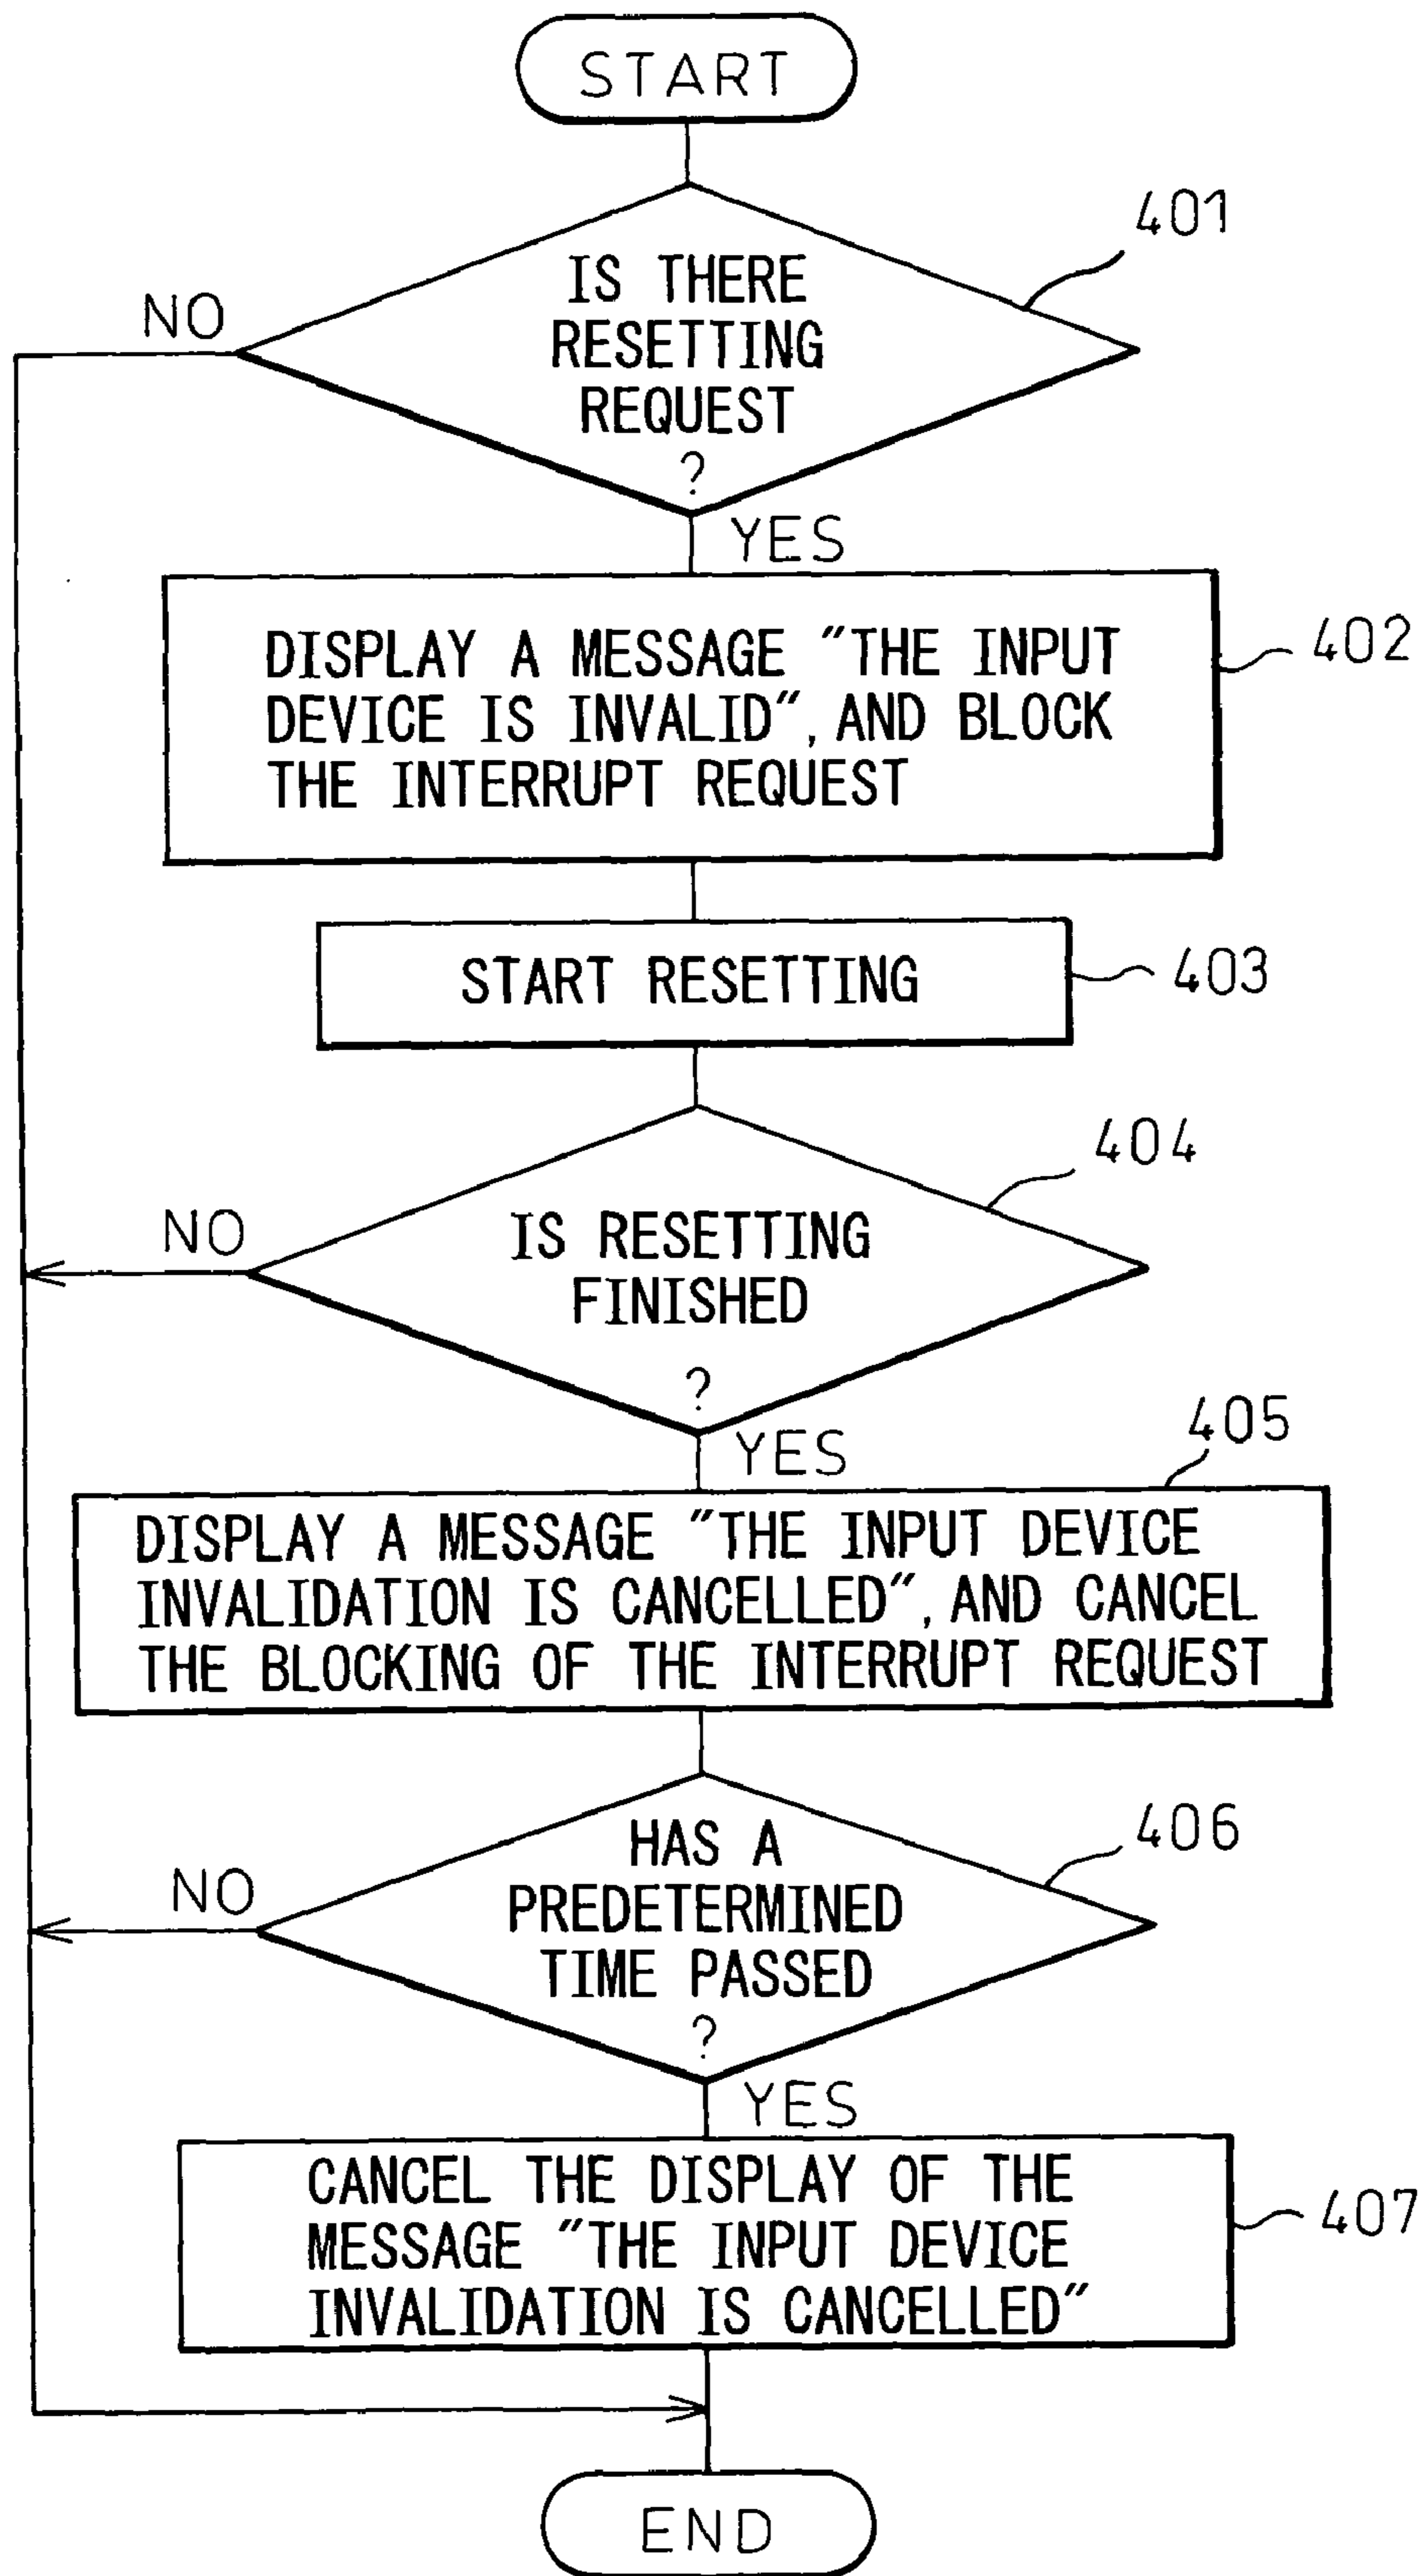 START
401
IS THERE
RESETTING
REQUEST
?
NO
YES
DISPLAY A MESSAGE "THE INPUT
DEVICE IS INVALID", AND BLOCK
THE INTERRUPT REQUEST
402
START RESETTING
403
404
IS RESETTING
FINISHED
?
NO
YES
405
DISPLAY A MESSAGE "THE INPUT DEVICE
INVALIDATION IS CANCELLED", AND CANCEL
THE BLOCKING OF THE INTERRUPT REQUEST
406
HAS A
PREDETERMINED
TIME PASSED
?
NO
YES
CANCEL THE DISPLAY OF THE
MESSAGE "THE INPUT DEVICE
INVALIDATION IS CANCELLED"
407
END